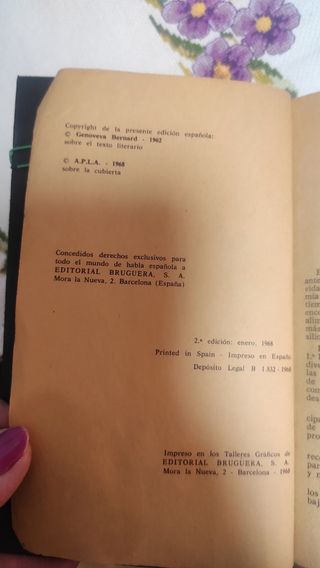 Copyright de la presente edición española:
© Genoveva Bernard - 1962
sobre el texto literario
© A.P.L.A. - 1968
sobre la cubierta
Concedidos derechos exclusivos para
todo el mundo de habla española a
EDITORIAL BRUGUERA, S. A.
Mora la Nueva, 2. Barcelona (España)
2.ª edición: enero, 1968
Printed in Spain - Impreso en España
Depósito Legal B 1.832 - 1968
Impreso en los Talleres Gráficos de
EDITORIAL BRUGUERA, S. A.
Mora la Nueva, 2 - Barcelona - 1968